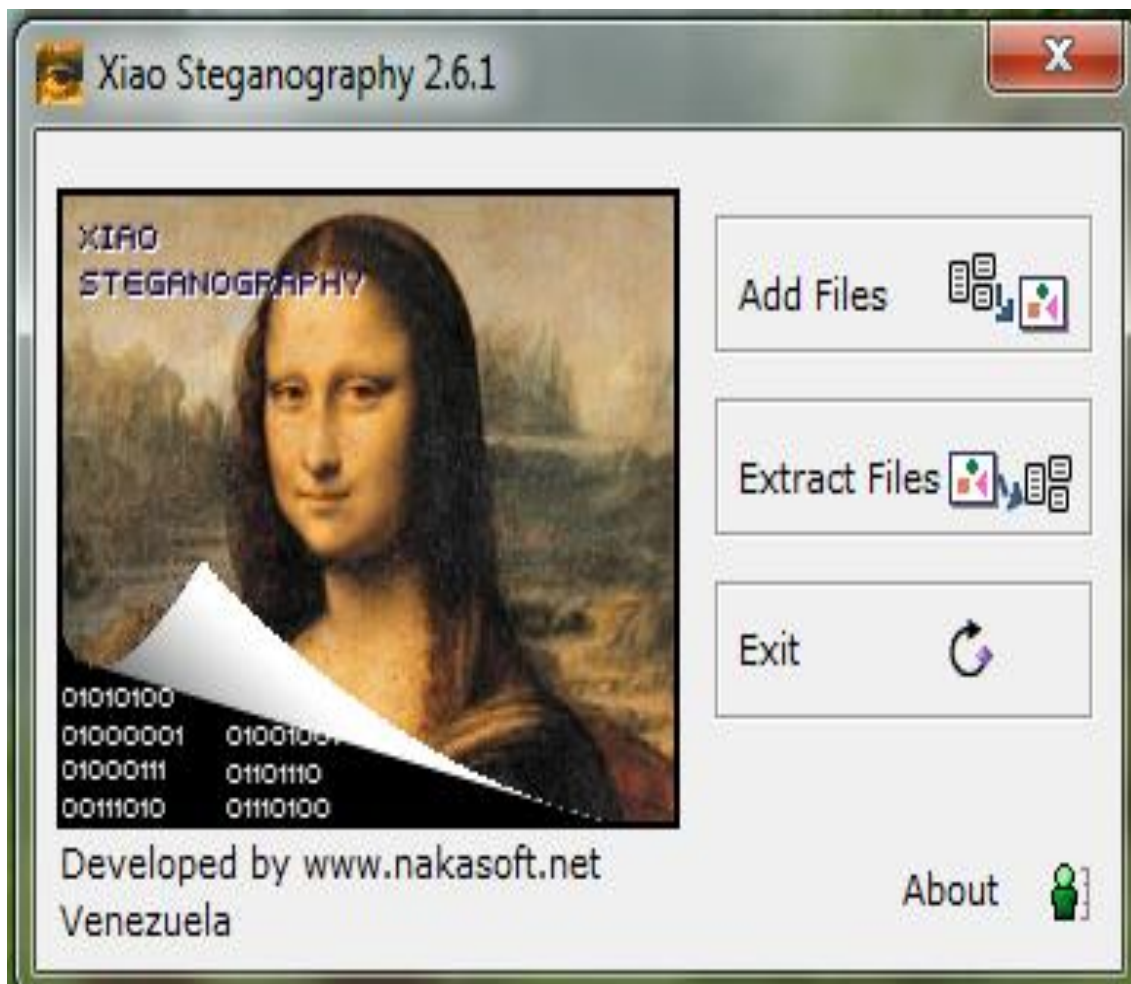 Xiao Steganography 2.6.1
X
XIAO
STEGANOGRAPHY
Add Files
Extract Files
Exit
01010100
01000001
01000111 01101110
00111010 01110100
Developed by www.nakasoft.net
Venezuela
About